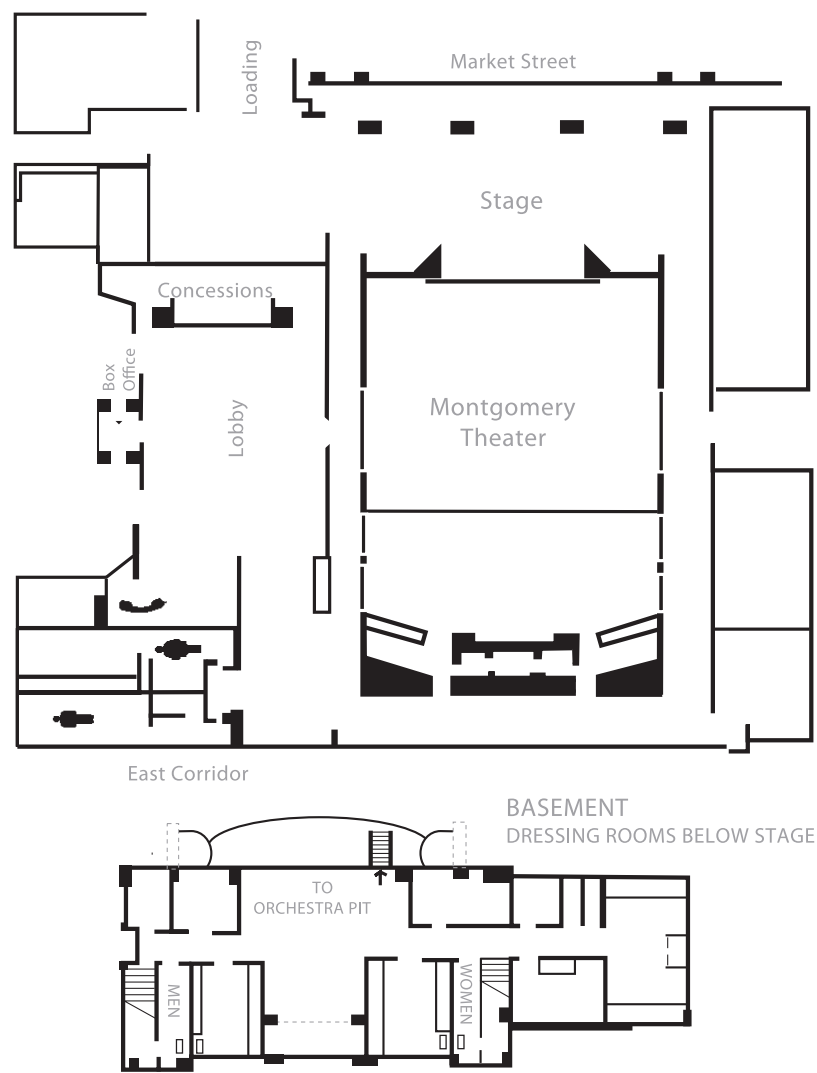 Market Street
Loading
Stage
Concessions
Box
Office
Lobby
Montgomery
Theater
East Corridor
BASEMENT
DRESSING ROOMS BELOW STAGE
TO
ORCHESTRA PIT
MEN
WOMEN